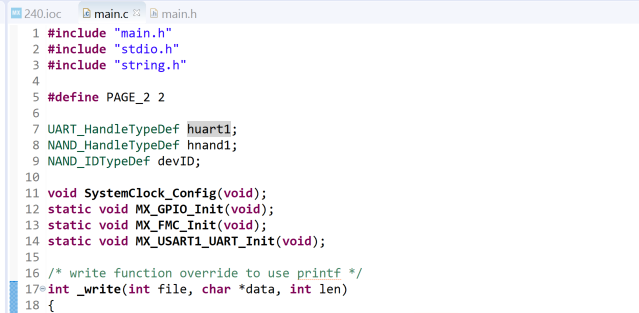 240.ioc main.c main.h
1 #include "main.h"
2 #include "stdio.h"
3 #include "string.h"
4
5 #define PAGE_2 2
6
7 UART_HandleTypeDef huart1;
8 NAND_HandleTypeDef hnand1;
9 NAND_IDTypeDef devID;
10
11 void SystemClock_Config(void);
12 static void MX_GPIO_Init(void);
13 static void MX_FMC_Init(void);
14 static void MX_USART1_UART_Init(void);
15
16 /* write function override to use printf */
17 int _write(int file, char *data, int len)
18 {